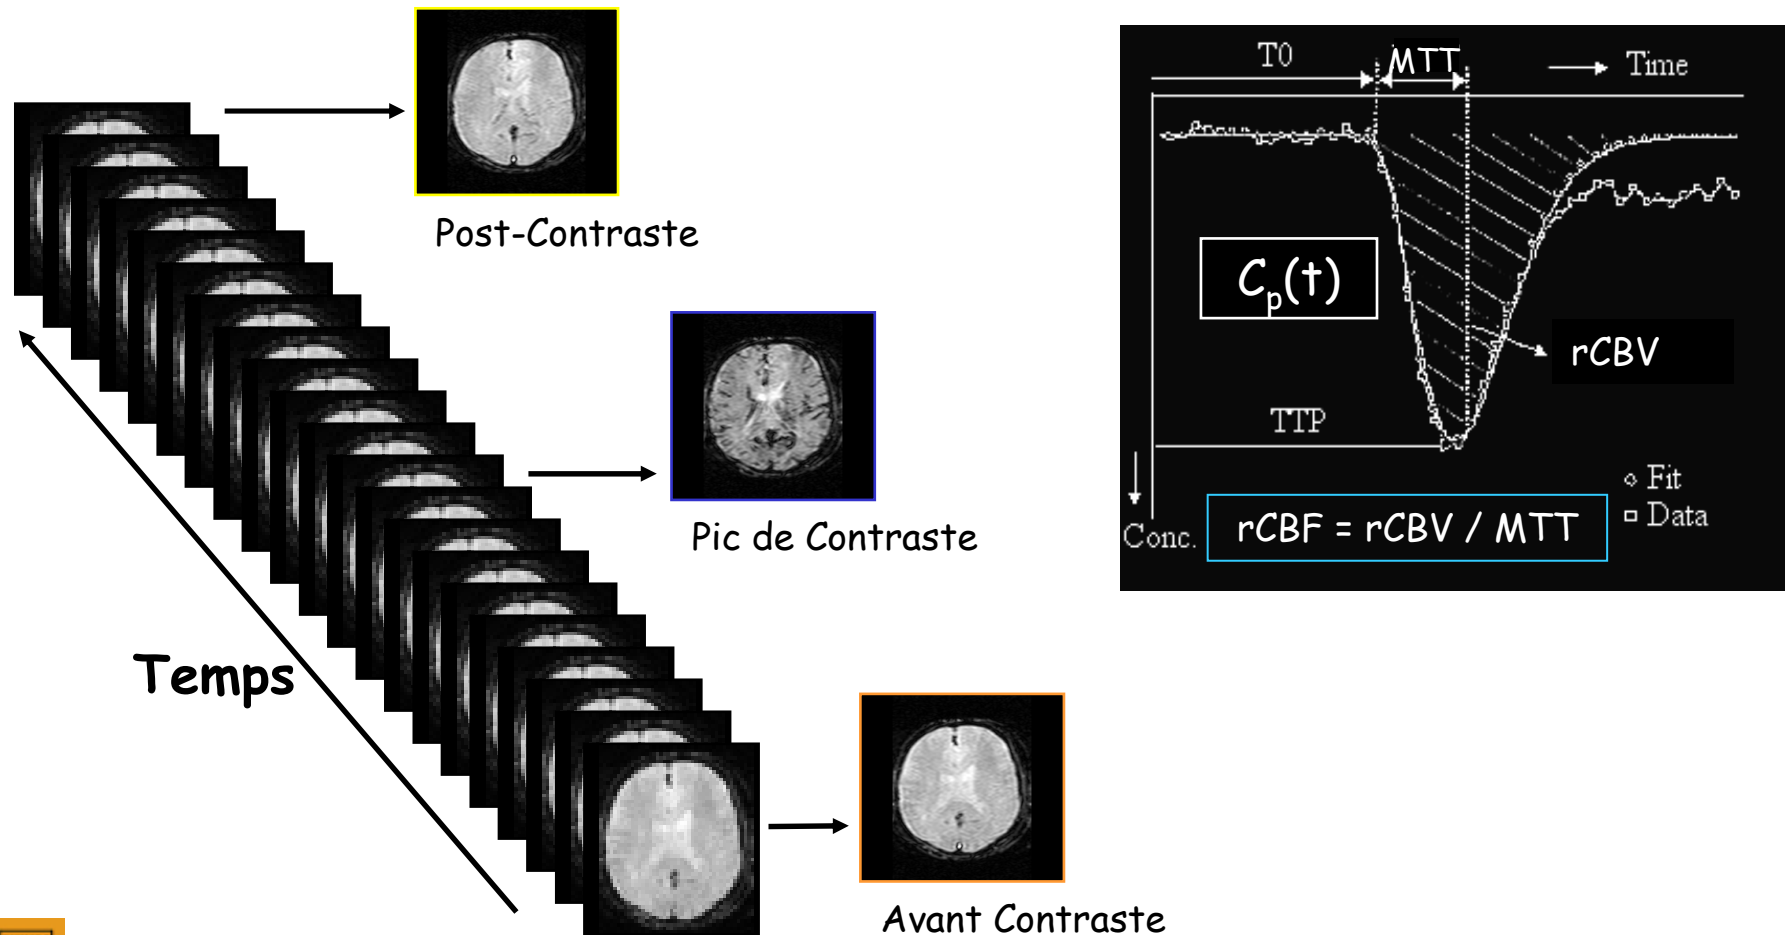 Post-Contraste
Pic de Contraste
Temps
Avant Contraste
T0
MTT
Time
Cp(t)
rCBV
TTP
Conc.
rCBF = rCBV / MTT
Fit
Data